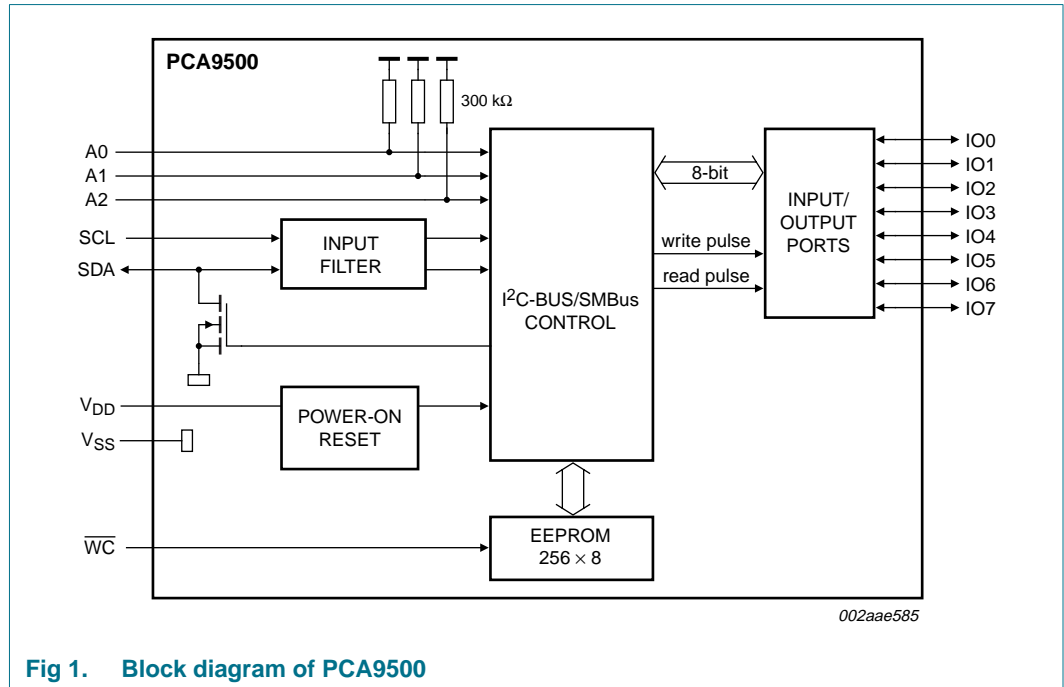 PCA9500
300 kΩ
A0
A1
A2
SCL
SDA
INPUT
FILTER
I²C-BUS/SMBus
CONTROL
8-bit
write pulse
read pulse
INPUT/
OUTPUT
PORTS
IO0
IO1
IO2
IO3
IO4
IO5
IO6
IO7
VDD
VSS
POWER-ON
RESET
W̅C̅
EEPROM
256 × 8
002aae585
Fig 1. Block diagram of PCA9500